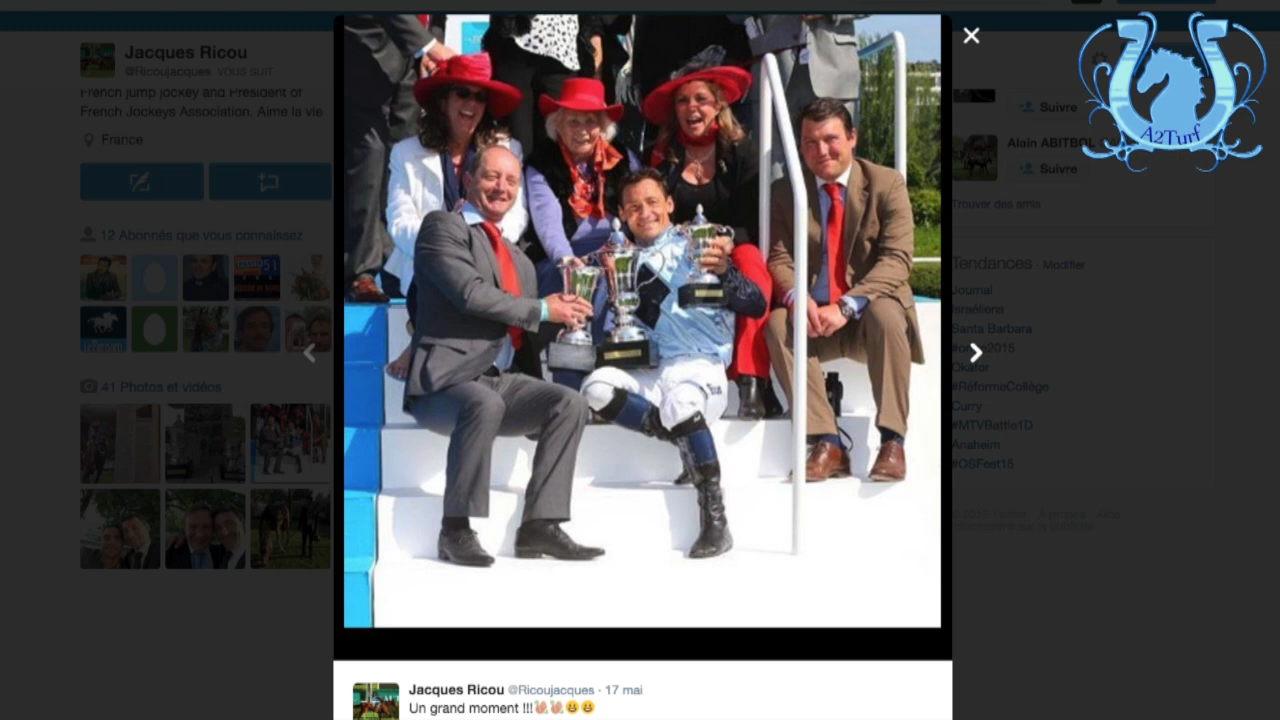 Jacques Ricou
@Ricoujacques VOUS SUIT
French jump jockey and President of
French Jockeys Association. Aime la vie
France
12 Abonnés que vous connaissez
41 Photos et vidéos
Jacques Ricou @Ricoujacques · 17 mai
Un grand moment !!!
A2Turf
Suivre
Alain ABITBOL
Suivre
Trouver des amis
Tendances · Modifier
Journal
Israéliens
Santa Barbara
Okafor
#RéformeCollège
Curry
#MTVBattle1D
Anaheim
#OSFest15